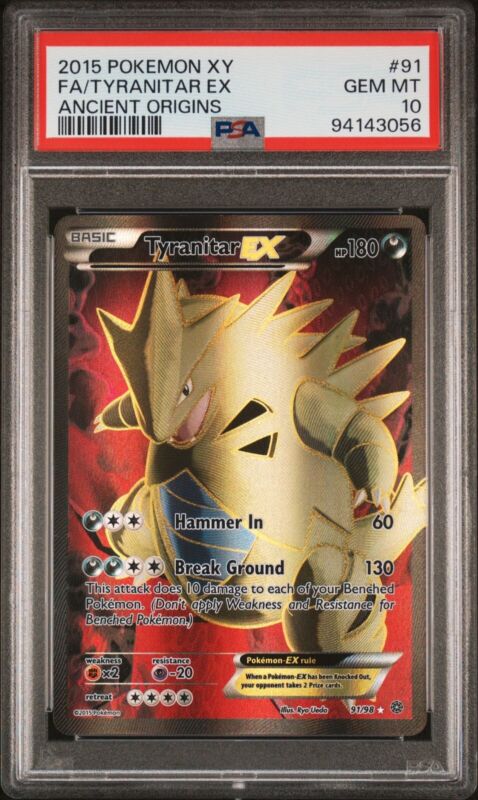 2015 POKEMON XY #91
FA/TYRANITAR EX GEM MT
ANCIENT ORIGINS 10
PSA 94143056
BASIC Tyranitar EX HP180
Hammer In 60
Break Ground 130
This attack does 10 damage to each of your Benched
Pokémon. (Don't apply Weakness and Resistance for
Benched Pokémon.)
weakness resistance
×2 -20
retreat
Pokémon-EX rule
When a Pokémon-EX has been Knocked Out,
your opponent takes 2 Prize cards.
©2015 Pokémon Illus. Ryo Ueda 91/98